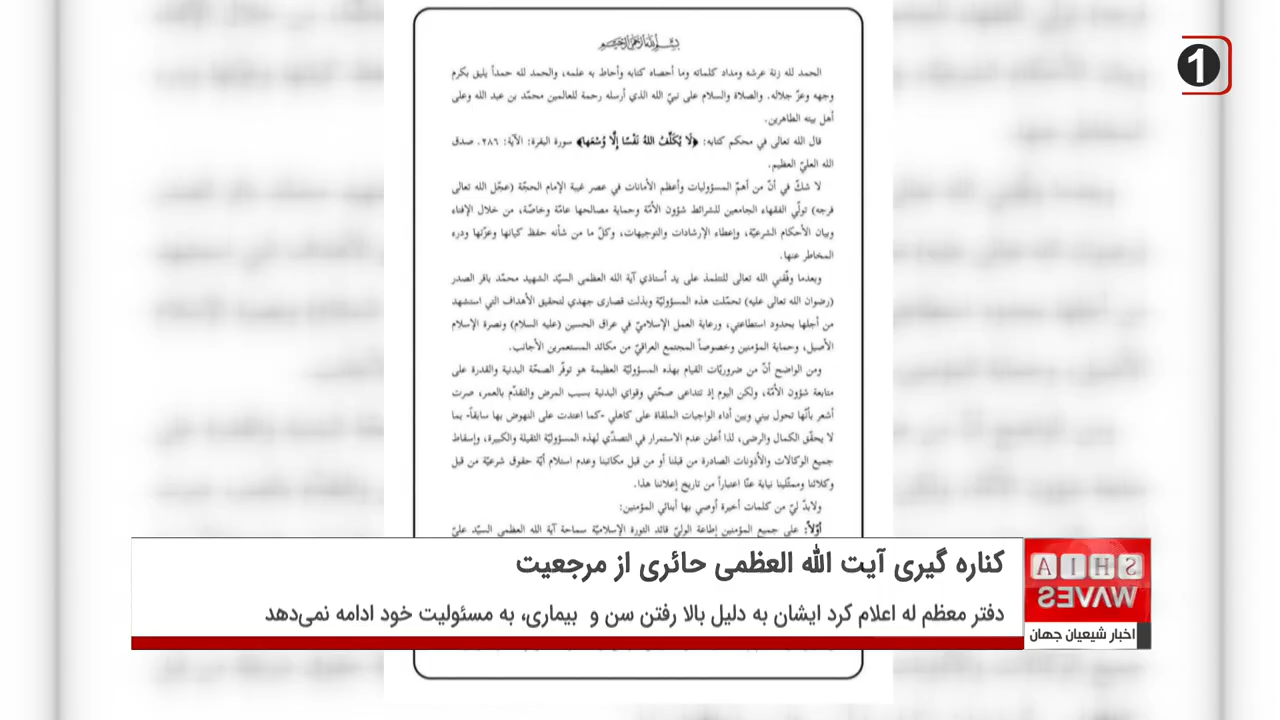 1
بسم الله الرحمن الرحيم
الحمد لله زنة عرشه ومداد كلماته وما أحصاه كتابه وأحاط به علمه، والحمد لله حمداً يليق بكرم
وجهه وعزّ جلاله. والصلاة والسلام على نبيّ الله الذي أرسله رحمة للعالمين محمّد بن عبد الله وعلى
أهل بيته الطاهرين.
قال الله تعالى في محكم كتابه: ﴿لَا يُكَلِّفُ اللهُ نَفْسًا إِلَّا وُسْعَهَا﴾ سورة البقرة: الآية: ٢٨٦. صدق
الله العليّ العظيم.
لا شكّ في أنّ من أهمّ المسؤوليات وأعظم الأمانات في عصر غيبة الإمام الحجّة (عجّل الله تعالى
فرجه) تولّي الفقهاء الجامعين للشرائط شؤون الأمّة وحماية مصالحها عامّة وخاصّة، من خلال الإفتاء
وبيان الأحكام الشرعيّة، وإعطاء الإرشادات والتوجيهات، وكلّ ما من شأنه حفظ كيانها وعزّتها ودرء
المخاطر عنها.
وبعدما وفّقني الله تعالى للتتلمذ على يد أستاذي آية الله العظمى السيّد الشهيد محمّد باقر الصدر
(رضوان الله تعالى عليه) تحمّلت هذه المسؤوليّة وبذلت قصارى جهدي لتحقيق الأهداف التي استشهد
من أجلها بحدود استطاعتي، ورعاية العمل الإسلاميّ في عراق الحسين (عليه السلام) ونصرة الإسلام
الأصيل، وحماية المؤمنين وخصوصاً المجتمع العراقيّ من مكائد المستعمرين الأجانب.
ومن الواضح أنّ من ضروريّات القيام بهذه المسؤوليّة العظيمة هو توفّر الصحّة البدنية والقدرة على
متابعة شؤون الأمّة، ولكن اليوم إذ تتداعى صحّتي وقواي البدنية بسبب المرض والتقدّم بالعمر، صرت
أشعر بأنّها تحول بيني وبين أداء الواجبات الملقاة على كاهلي -كما اعتدت على النهوض بها سابقاً- بما
لا يحقّق الكمال والرضى، لذا أعلن عدم الاستمرار في التصدّي لهذه المسؤوليّة الثقيلة والكبيرة، وإسقاط
جميع الوكالات والأذونات الصادرة من قبلنا أو من قبل مكاتبنا وعدم استلام أيّة حقوق شرعيّة من قبل
وكلائنا وممثّلينا نيابة عنّا اعتباراً من تاريخ إعلاننا هذا.
ولابدّ لي من كلمات أخيرة أوصي بها أبنائي المؤمنين:
أوّلاً: على جميع المؤمنين إطاعة الوليّ قائد الثورة الإسلاميّة سماحة آية الله العظمى السيّد عليّ
کناره گیری آیت الله العظمی حائری از مرجعیت
دفتر معظم له اعلام کرد ایشان به دلیل بالا رفتن سن و بیماری، به مسئولیت خود ادامه نمی‌دهد
SHIA
WAVES
اخبار شیعیان جهان